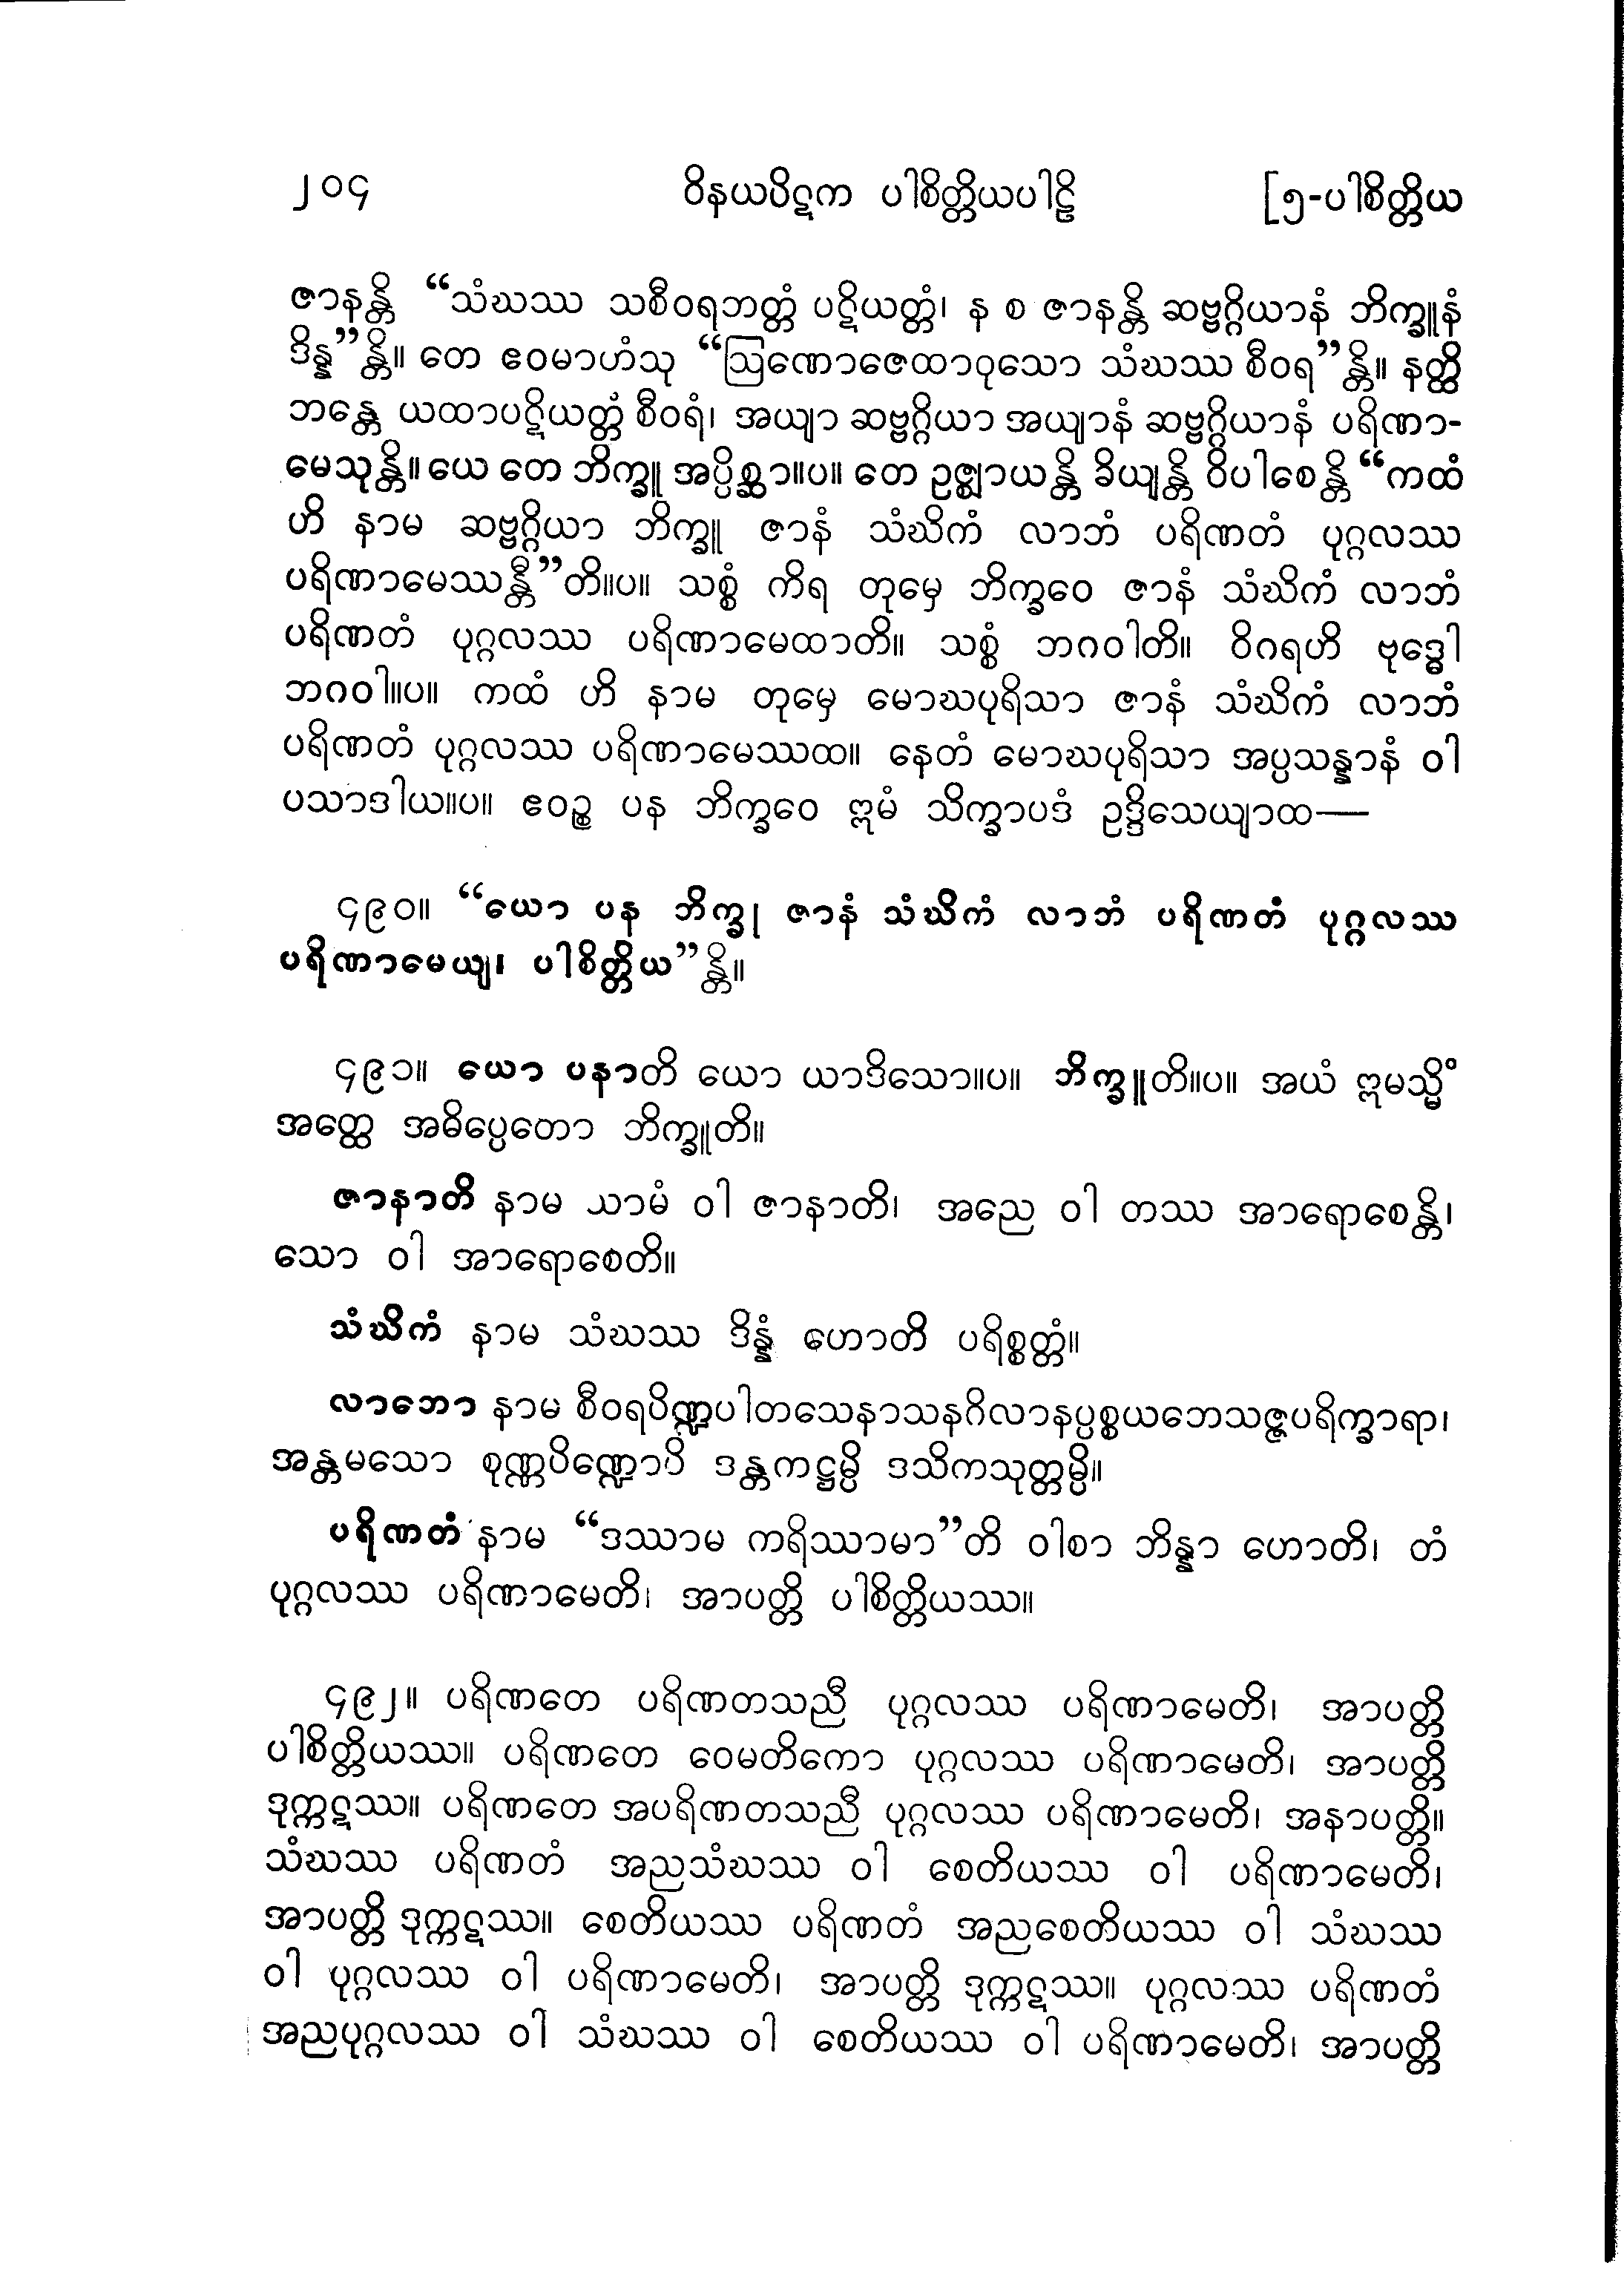 ၂၀၄ ဝိနယပိဋက ပါစိတ္တိယပါဠိ [၅-ပါစိတ္တိယ
ဇာနန္တိ “သံဃဿ သစီဝရဘတ္တံ ပဋိယတ္တံ၊ န စ ဇာနန္တိ ဆဗ္ဗဂ္ဂိယာနံ ဘိက္ခူနံ
ဒိန္န”န္တိ။ တေ ဧဝမာဟံသု “ဩဏောဇေထာဝုသော သံဃဿ စီဝရ”န္တိ။ နတ္ထိ
ဘန္တေ ယထာပဋိယတ္တံ စီဝရံ၊ အယျာ ဆဗ္ဗဂ္ဂိယာ အယျာနံ ဆဗ္ဗဂ္ဂိယာနံ ပရိဏာ-
မေသုန္တိ။ ယေ တေ ဘိက္ခူ အပ္ပိစ္ဆာ။ပ။ တေ ဥဇ္ဈာယန္တိ ခိယျန္တိ ဝိပါစေန္တိ “ကထံ
ဟိ နာမ ဆဗ္ဗဂ္ဂိယာ ဘိက္ခူ ဇာနံ သံဃိကံ လာဘံ ပရိဏတံ ပုဂ္ဂလဿ
ပရိဏာမေဿန္တီ”တိ။ပ။ သစ္စံ ကိရ တုမှေ ဘိက္ခဝေ ဇာနံ သံဃိကံ လာဘံ
ပရိဏတံ ပုဂ္ဂလဿ ပရိဏာမေထာတိ။ သစ္စံ ဘဂဝါတိ။ ဝိဂရဟိ ဗုဒ္ဓေါ
ဘဂဝါ။ပ။ ကထံ ဟိ နာမ တုမှေ မောဃပုရိသာ ဇာနံ သံဃိကံ လာဘံ
ပရိဏတံ ပုဂ္ဂလဿ ပရိဏာမေဿထ။ နေတံ မောဃပုရိသာ အပ္ပသန္နာနံ ဝါ
ပသာဒါယ။ပ။ ဧဝဉ္စ ပန ဘိက္ခဝေ ဣမံ သိက္ခာပဒံ ဥဒ္ဒိသေယျာထ—
၄၉၀။ “ယော ပန ဘိက္ခု ဇာနံ သံဃိကံ လာဘံ ပရိဏတံ ပုဂ္ဂလဿ
ပရိဏာမေယျ၊ ပါစိတ္တိယ”န္တိ။
၄၉၁။ ယော ပနာတိ ယော ယာဒိသော။ပ။ ဘိက္ခူတိ။ပ။ အယံ ဣမသ္မိံ
အတ္ထေ အဓိပ္ပေတော ဘိက္ခူတိ။
ဇာနာတိ နာမ သာမံ ဝါ ဇာနာတိ၊ အညေ ဝါ တဿ အာရောစေန္တိ၊
သော ဝါ အာရောစေတိ။
သံဃိကံ နာမ သံဃဿ ဒိန္နံ ဟောတိ ပရိစ္စတ္တံ။
လာဘော နာမ စီဝရပိဏ္ဍပါတသေနာသနဂိလာနပ္ပစ္စယဘေသဇ္ဇပရိက္ခာရာ၊
အန္တမသော စုဏ္ဏပိဏ္ဍောပိ ဒန္တကဋ္ဌမ္ပိ ဒသိကသုတ္တမ္ပိ။
ပရိဏတံ နာမ “ဒဿာမ ကရိဿာမာ”တိ ဝါစာ ဘိန္နာ ဟောတိ၊ တံ
ပုဂ္ဂလဿ ပရိဏာမေတိ၊ အာပတ္တိ ပါစိတ္တိယဿ။
၄၉၂။ ပရိဏတေ ပရိဏတသညီ ပုဂ္ဂလဿ ပရိဏာမေတိ၊ အာပတ္တိ
ပါစိတ္တိယဿ။ ပရိဏတေ ဝေမတိကော ပုဂ္ဂလဿ ပရိဏာမေတိ၊ အာပတ္တိ
ဒုက္ကဋဿ။ ပရိဏတေ အပရိဏတသညီ ပုဂ္ဂလဿ ပရိဏာမေတိ၊ အနာပတ္တိ။
သံဃဿ ပရိဏတံ အညသံဃဿ ဝါ စေတိယဿ ဝါ ပရိဏာမေတိ၊
အာပတ္တိ ဒုက္ကဋဿ။ စေတိယဿ ပရိဏတံ အညစေတိယဿ ဝါ သံဃဿ
ဝါ ပုဂ္ဂလဿ ဝါ ပရိဏာမေတိ၊ အာပတ္တိ ဒုက္ကဋဿ။ ပုဂ္ဂလဿ ပရိဏတံ
အညပုဂ္ဂလဿ ဝါ သံဃဿ ဝါ စေတိယဿ ဝါ ပရိဏာမေတိ၊ အာပတ္တိ